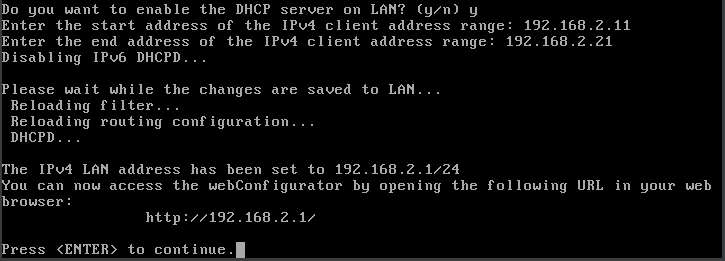 Do you want to enable the DHCP server on LAN? (y/n) y
Enter the start address of the IPv4 client address range: 192.168.2.11
Enter the end address of the IPv4 client address range: 192.168.2.21
Disabling IPv6 DHCPD...
Please wait while the changes are saved to LAN...
Reloading filter...
Reloading routing configuration...
DHCPD...
The IPv4 LAN address has been set to 192.168.2.1/24
You can now access the webConfigurator by opening the following URL in your web
browser:
http://192.168.2.1/
Press <ENTER> to continue.